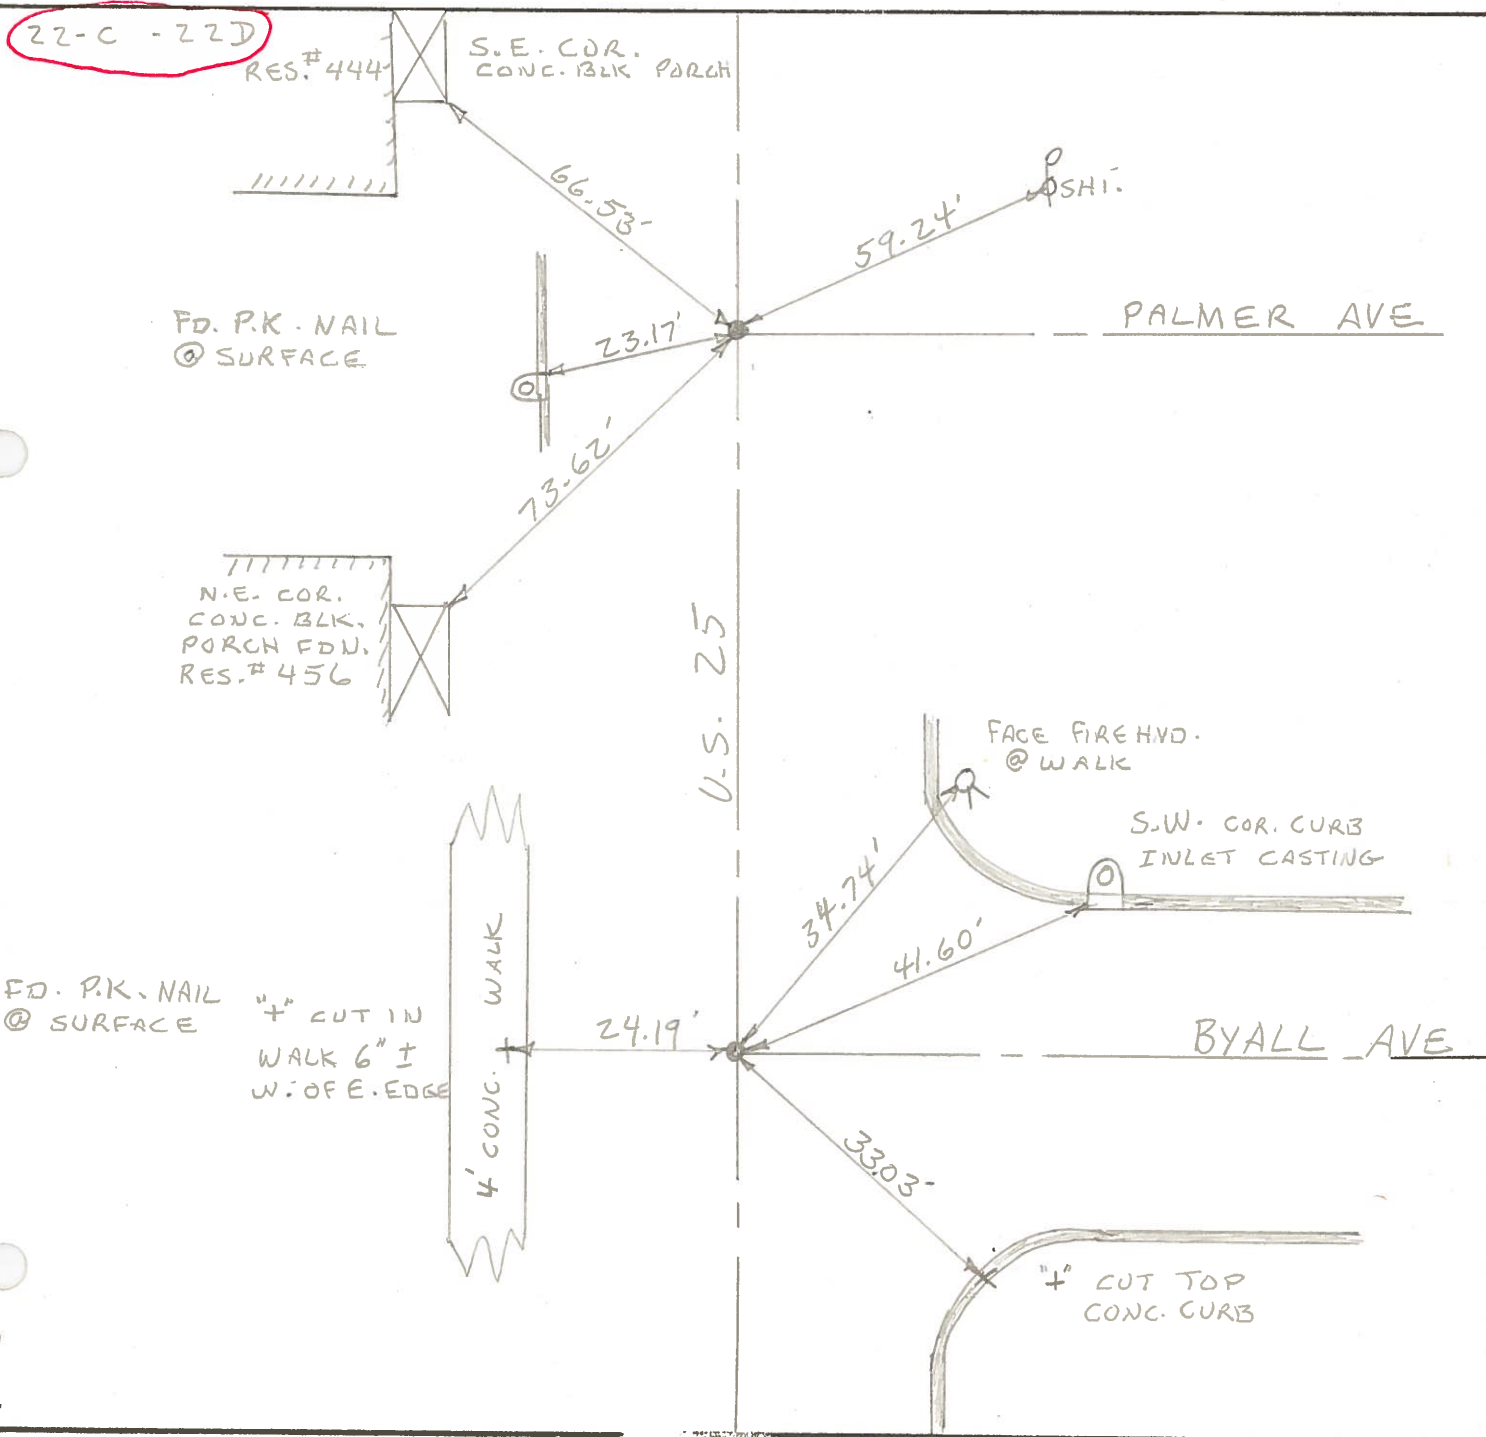 22-C - 22D
RES.# 444
S.E. COR.
CONC. BLK PORCH
66.53'
59.24'
SHI.
FD. P.K. NAIL
@ SURFACE
23.17'
PALMER AVE
73.62'
N.E. COR.
CONC. BLK.
PORCH FDN.
RES.# 456
U.S. 25
FACE FIRE HYD.
@ WALK
S.W. COR. CURB
INLET CASTING
34.74'
41.60'
4' CONC. WALK
FD. P.K. NAIL
@ SURFACE
"+" CUT IN
WALK 6" ±
W. OF E. EDGE
24.19'
BYALL AVE
33.03'
"+" CUT TOP
CONC. CURB